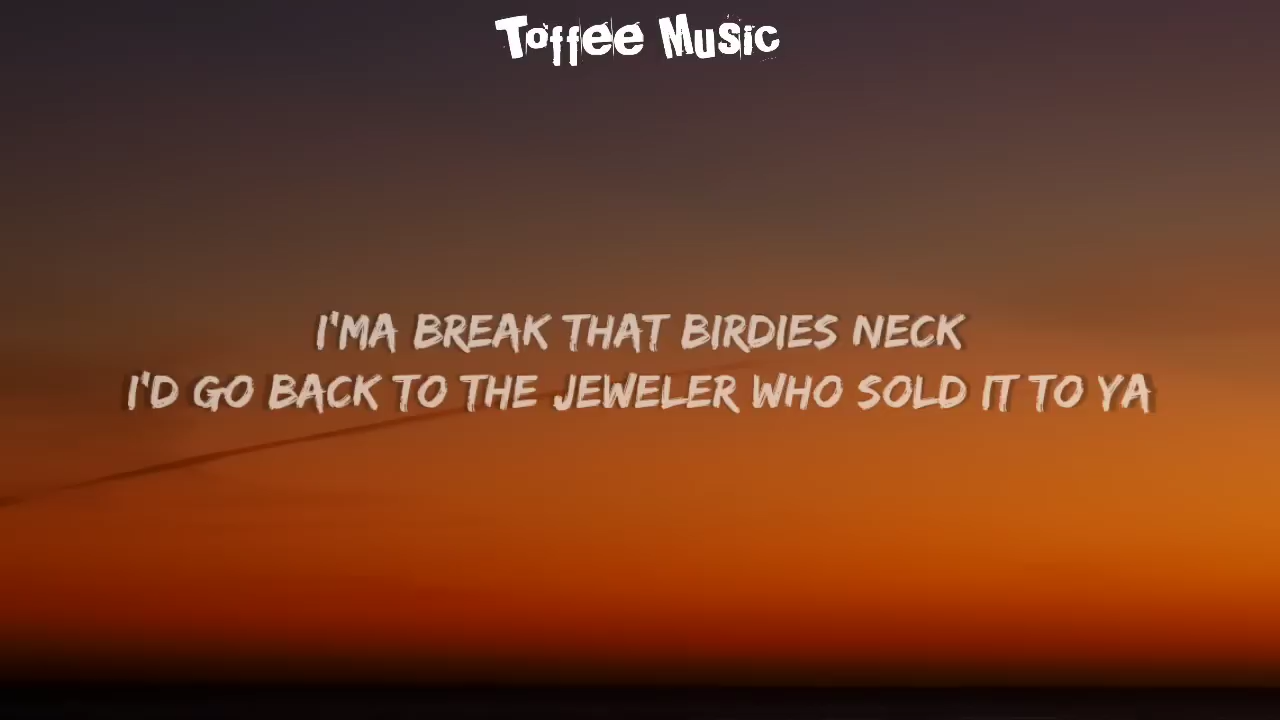 Toffee Music
I'MA BREAK THAT BIRDIES NECK
I'D GO BACK TO THE JEWELER WHO SOLD IT TO YA